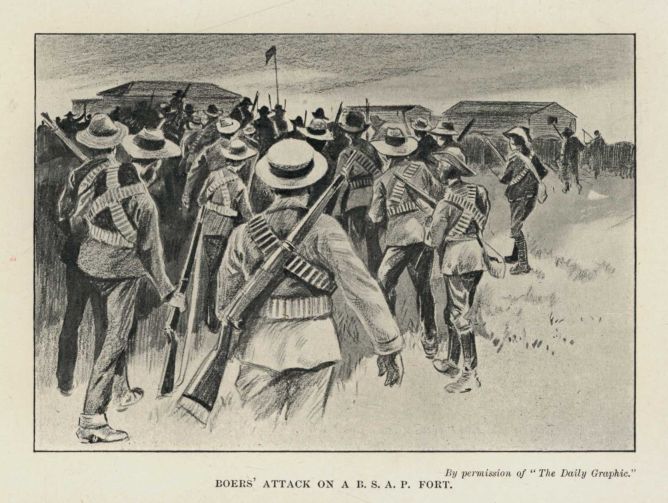 By permission of "The Daily Graphic."
BOERS' ATTACK ON A B. S. A. P. FORT.